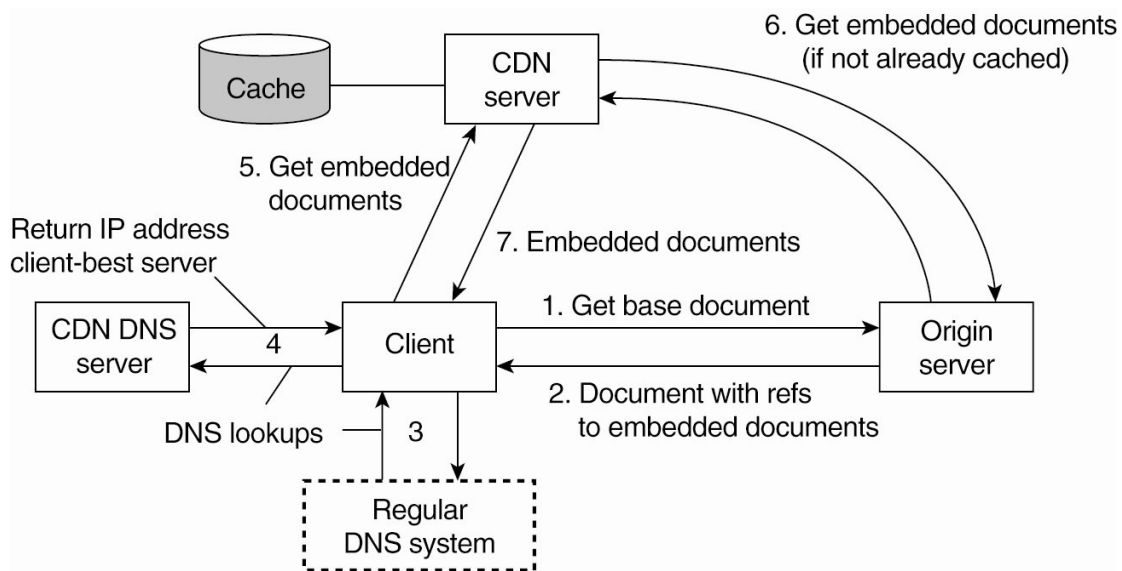 6. Get embedded documents
(if not already cached)
CDN
server
Cache
5. Get embedded
documents
Return IP address
client-best server
7. Embedded documents
1. Get base document
CDN DNS
server
4
Client
Origin
server
2. Document with refs
to embedded documents
DNS lookups
3
Regular
DNS system